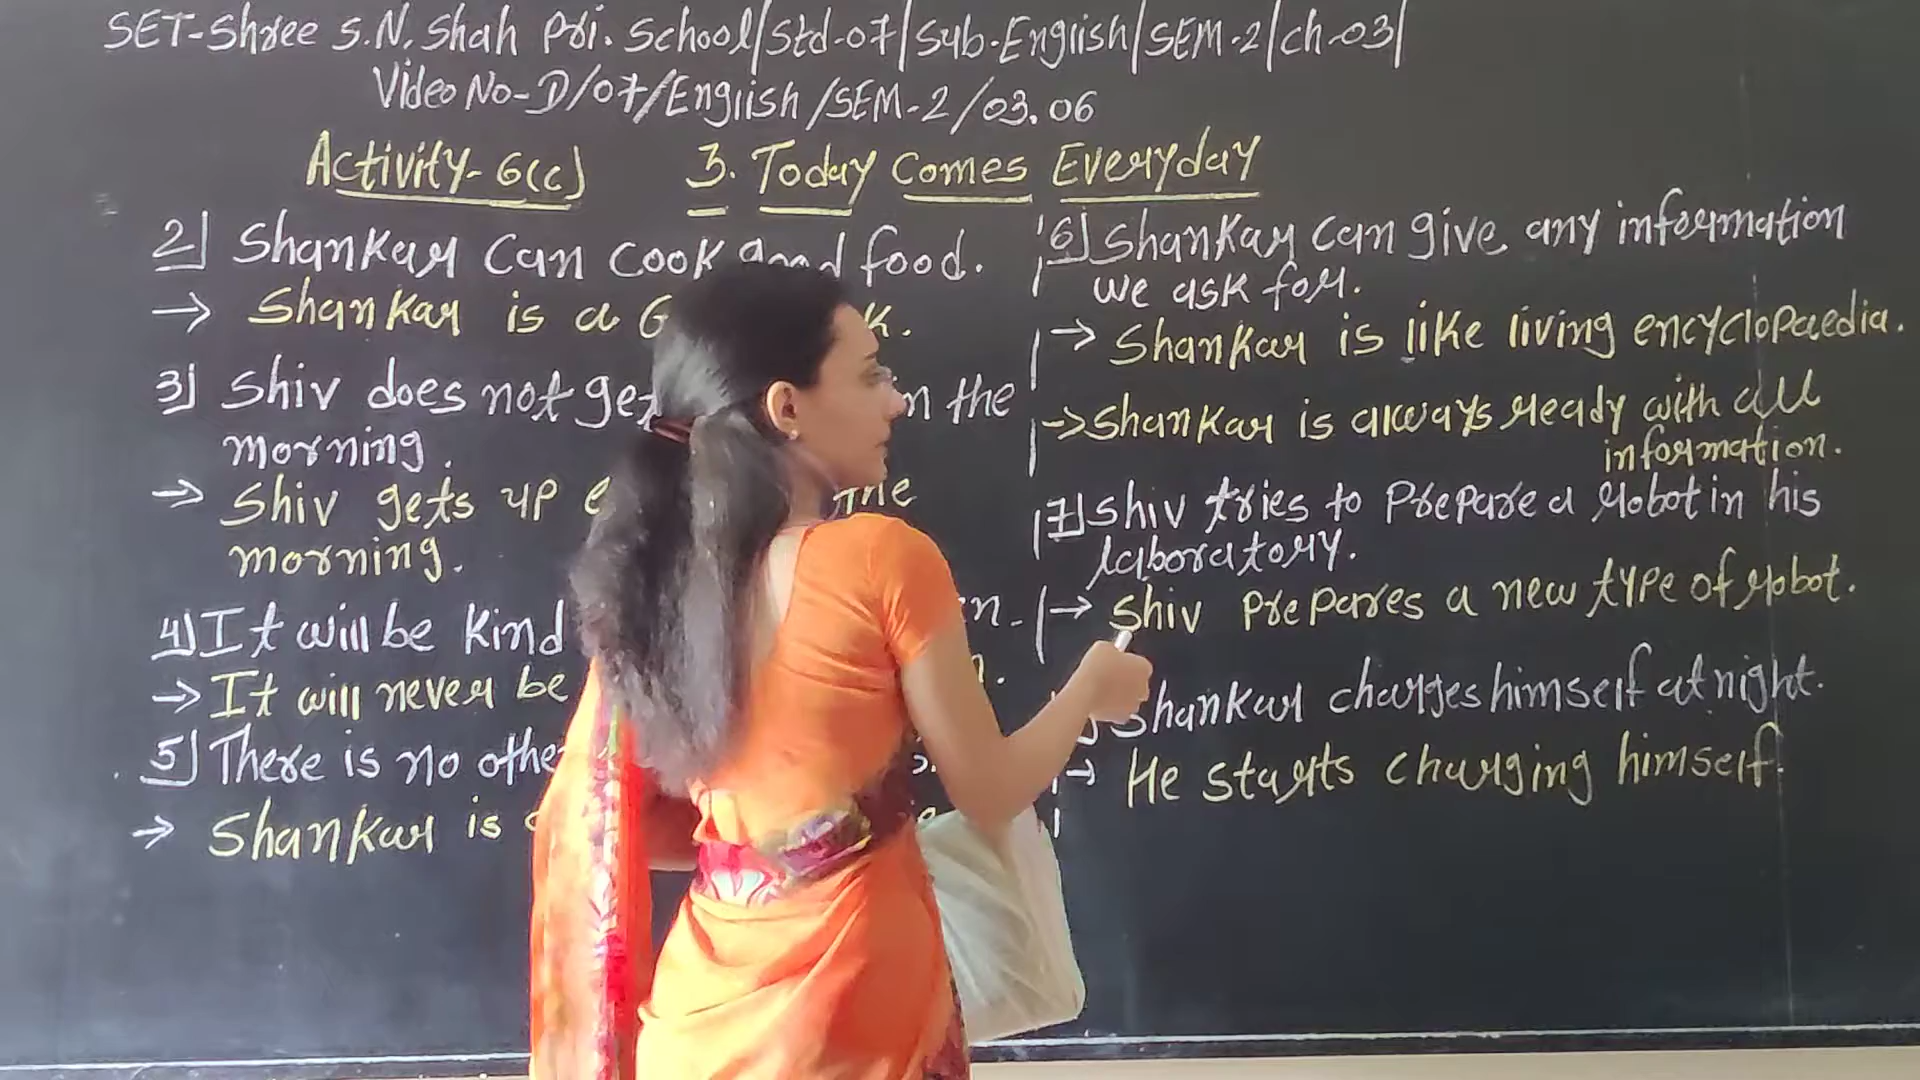 SET-Shree S.N. Shah Pri. School/Std-07/Sub-English/SEM-2/ch-03/
Video No-D/07/English/SEM-2/03.06
Activity-6(c) 3. Today Comes Everyday
2] Shankar can cook good food.
→ Shankar is a
3] Shiv does not get in the
morning.
→ Shiv gets up the
morning.
4] It will be kind
→ It will never be
5] There is no other
→ Shankar is
6] Shankar can give any information
we ask for.
→ Shankar is like living encyclopaedia.
→ Shankar is always ready with all
information.
7] Shiv tries to prepare a robot in his
laboratory.
→ Shiv prepares a new type of robot.
Shankar charges himself at night.
→ He starts charging himself.